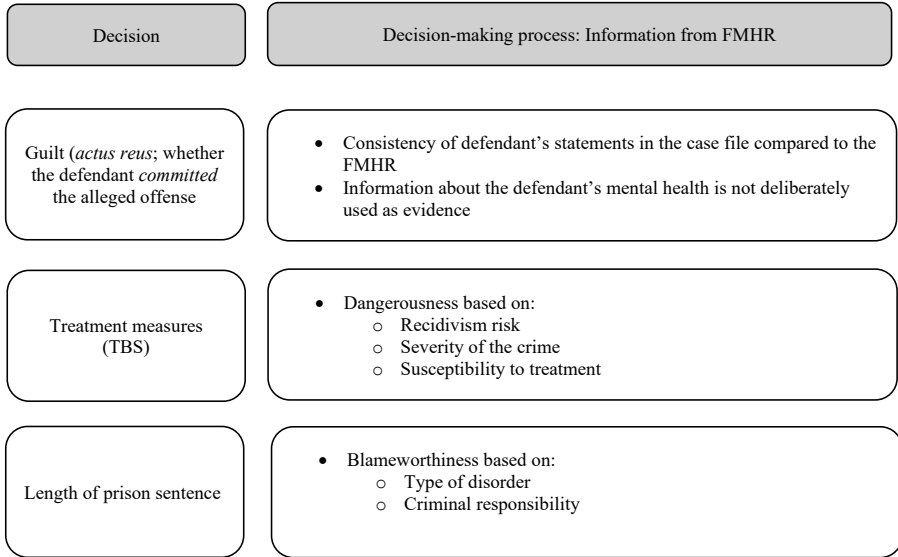 Decision
Decision-making process: Information from FMHR
Guilt (actus reus; whether
the defendant committed
the alleged offense
• Consistency of defendant’s statements in the case file compared to the
FMHR
• Information about the defendant’s mental health is not deliberately
used as evidence
Treatment measures
(TBS)
• Dangerousness based on:
o Recidivism risk
o Severity of the crime
o Susceptibility to treatment
Length of prison sentence
• Blameworthiness based on:
o Type of disorder
o Criminal responsibility